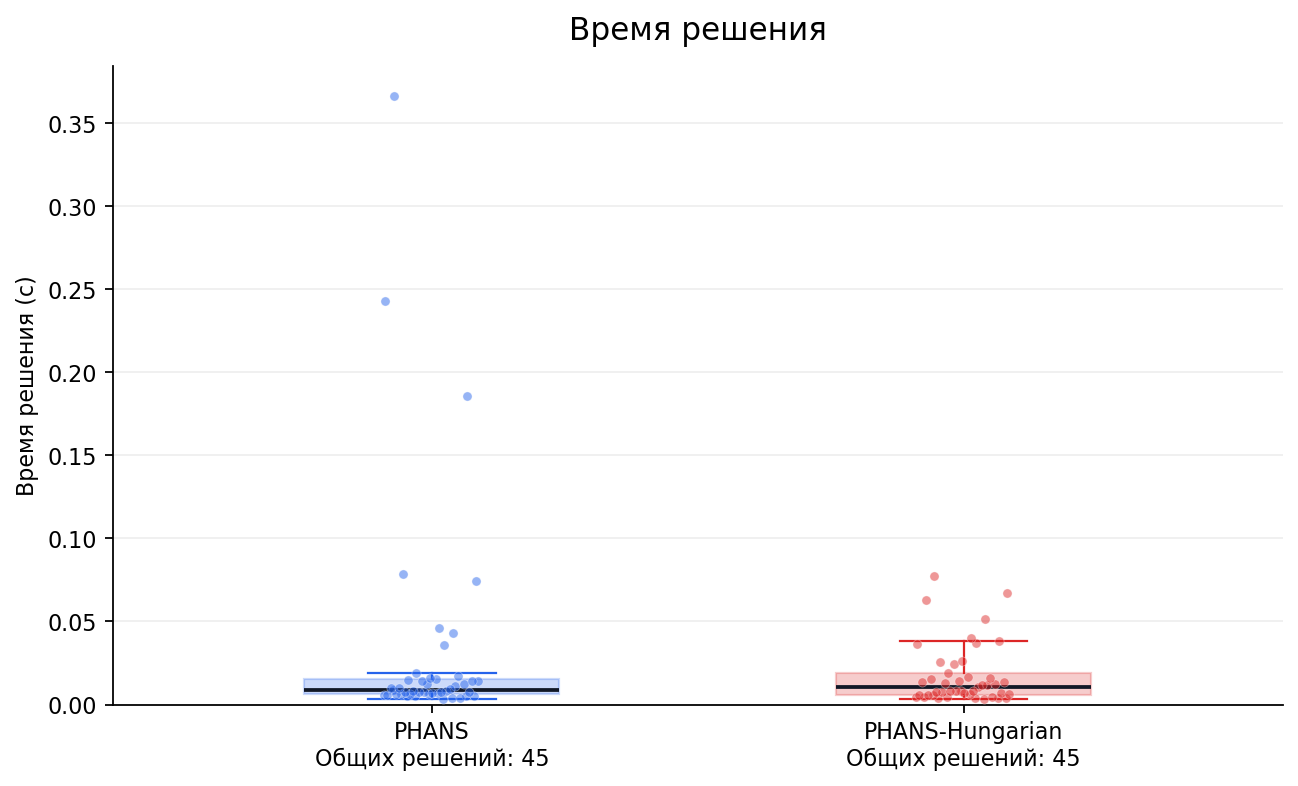 Время решения
Время решения (с)
0.35
0.30
0.25
0.20
0.15
0.10
0.05
0.00
PHANS
Общих решений: 45
PHANS-Hungarian
Общих решений: 45